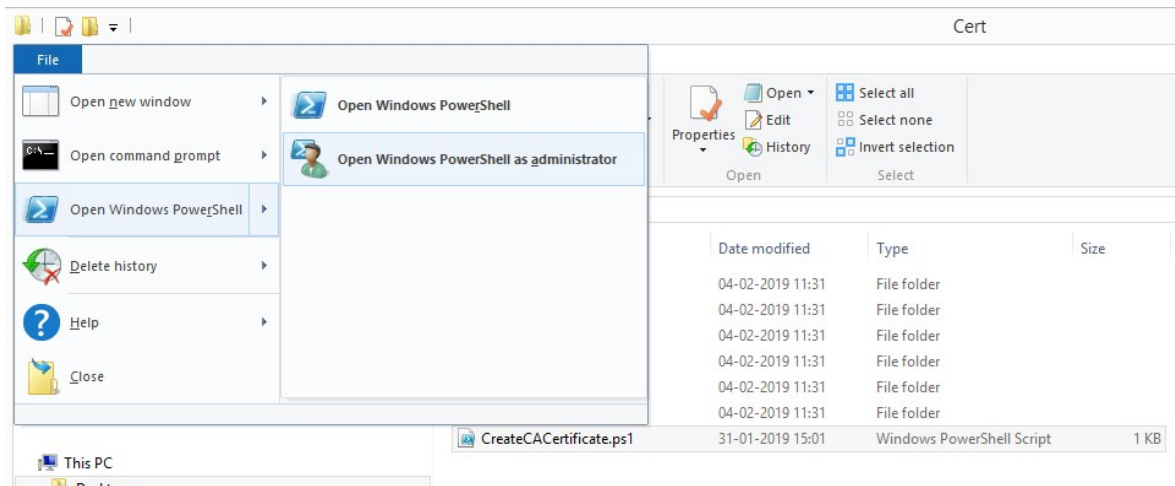 Cert
File
Open new window
Open command prompt
Open Windows PowerShell
Delete history
Help
Close
Open Windows PowerShell
Open Windows PowerShell as administrator
Properties
Open
Edit
History
Open
Select all
Select none
Invert selection
Select
Date modified Type Size
04-02-2019 11:31 File folder
04-02-2019 11:31 File folder
04-02-2019 11:31 File folder
04-02-2019 11:31 File folder
04-02-2019 11:31 File folder
04-02-2019 11:31 File folder
CreateCACertificate.ps1 31-01-2019 15:01 Windows PowerShell Script 1 KB
This PC